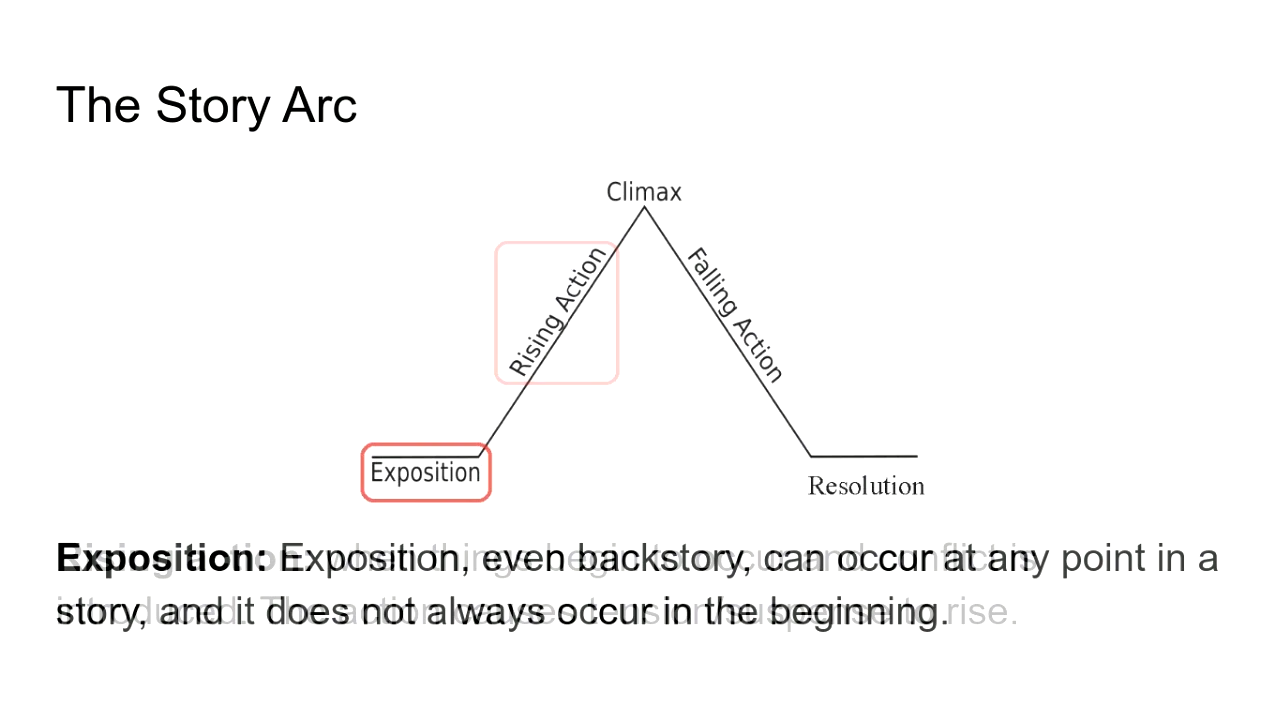 The Story Arc
Climax
Rising Action
Falling Action
Exposition
Resolution
Exposition: Exposition, even backstory, can occur at any point in a
story, and it does not always occur in the beginning.
rise.